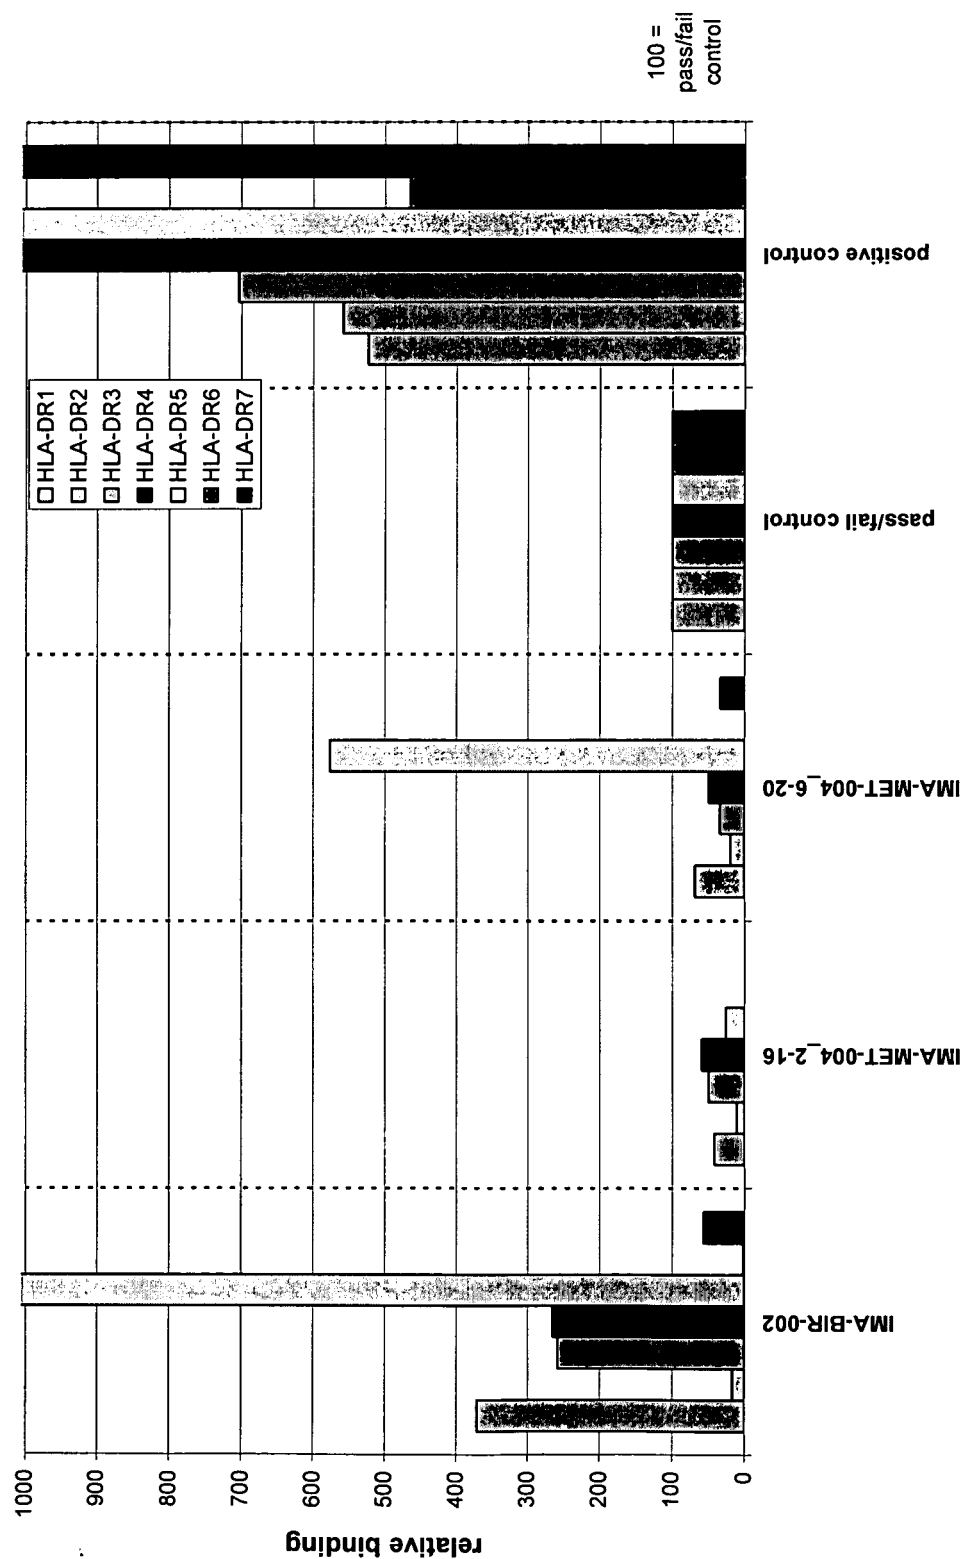 relative binding
1000
900
800
700
600
500
400
300
200
100
0
HLA-DR1
HLA-DR2
HLA-DR3
HLA-DR4
HLA-DR5
HLA-DR6
HLA-DR7
IMA-BIR-002
IMA-MET-004_2-16
IMA-MET-004_6-20
pass/fail control
positive control
100 =
pass/fail
control